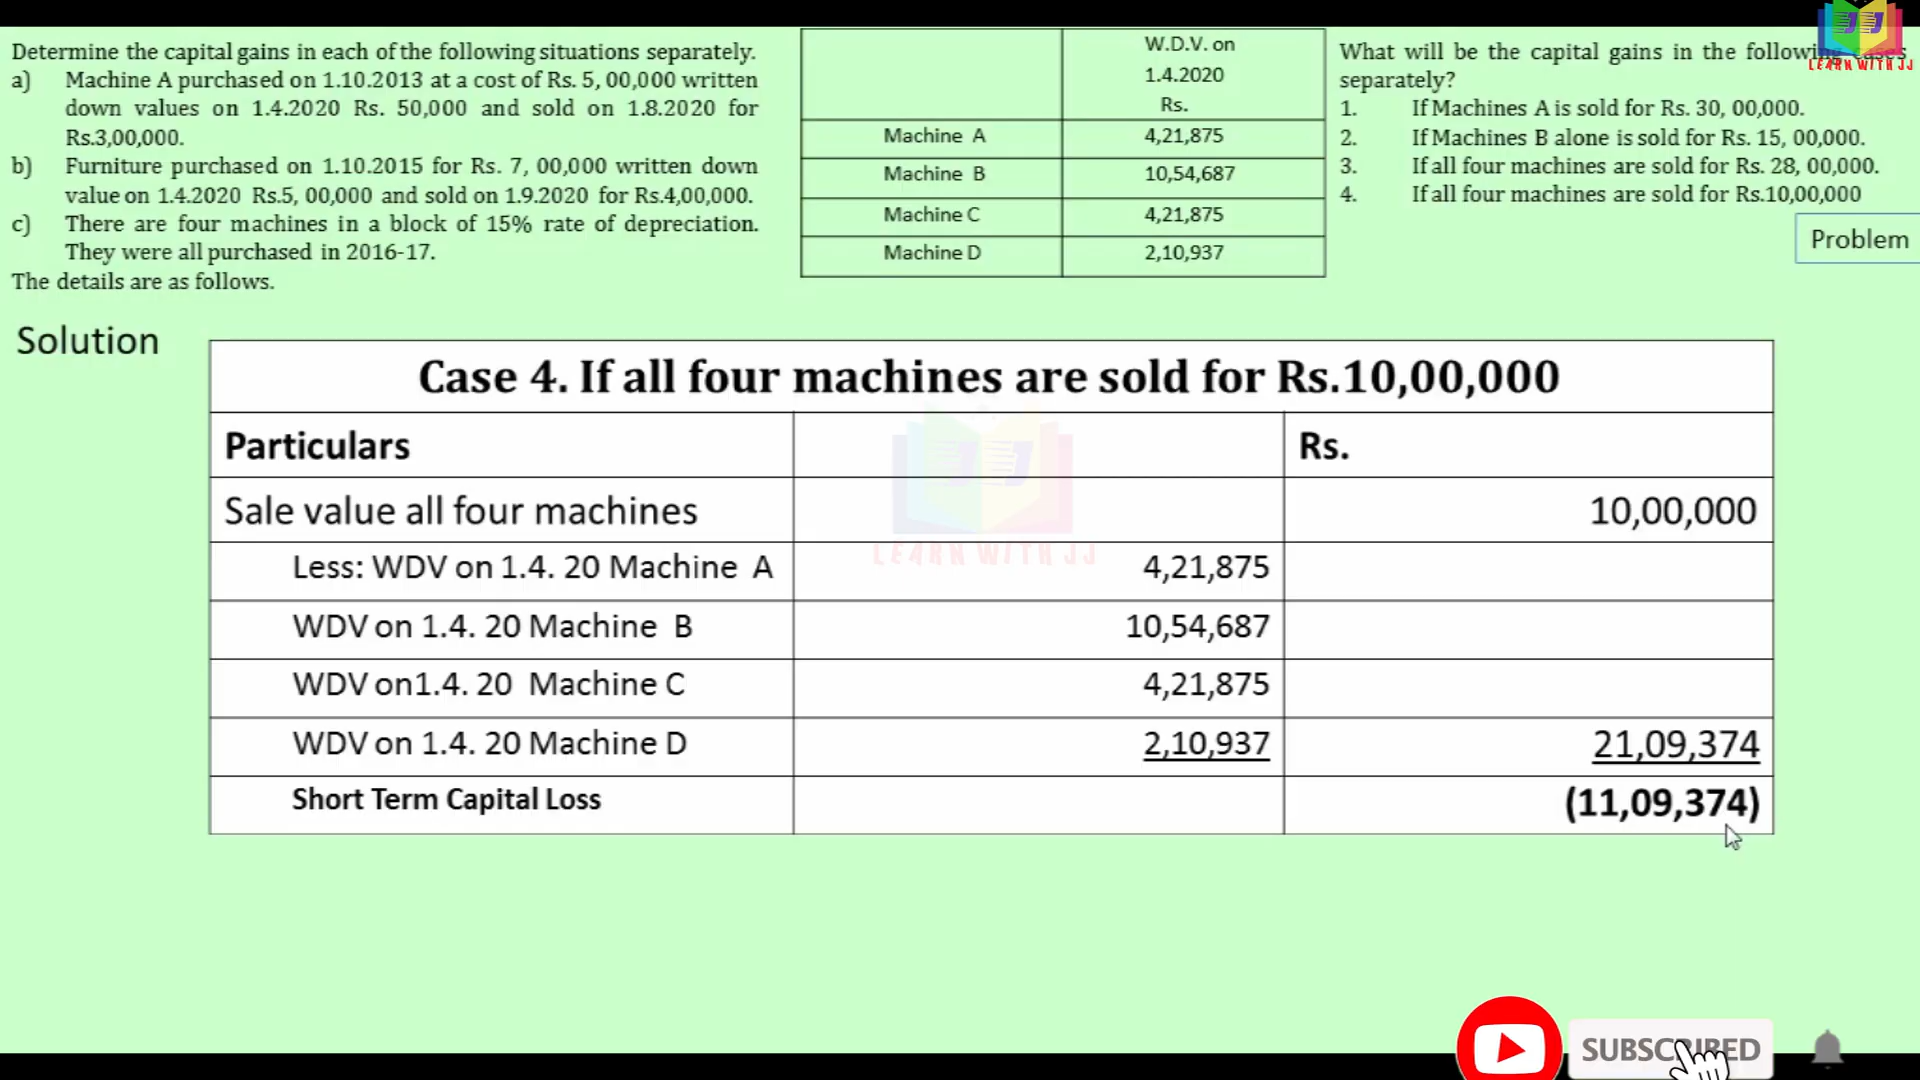 Determine the capital gains in each of the following situations separately.
a) Machine A purchased on 1.10.2013 at a cost of Rs. 5, 00,000 written
down values on 1.4.2020 Rs. 50,000 and sold on 1.8.2020 for
Rs.3,00,000.
b) Furniture purchased on 1.10.2015 for Rs. 7, 00,000 written down
value on 1.4.2020 Rs.5, 00,000 and sold on 1.9.2020 for Rs.4,00,000.
c) There are four machines in a block of 15% rate of depreciation.
They were all purchased in 2016-17.
The details are as follows.
W.D.V. on
1.4.2020
Rs.
Machine A 4,21,875
Machine B 10,54,687
Machine C 4,21,875
Machine D 2,10,937
What will be the capital gains in the following cases
separately?
1. If Machines A is sold for Rs. 30, 00,000.
2. If Machines B alone is sold for Rs. 15, 00,000.
3. If all four machines are sold for Rs. 28, 00,000.
4. If all four machines are sold for Rs.10,00,000
JJ
LEARN WITH JJ
Problem
Solution
Case 4. If all four machines are sold for Rs.10,00,000
Particulars Rs.
Sale value all four machines 10,00,000
Less: WDV on 1.4. 20 Machine A 4,21,875
WDV on 1.4. 20 Machine B 10,54,687
WDV on1.4. 20 Machine C 4,21,875
WDV on 1.4. 20 Machine D 2,10,937 21,09,374
Short Term Capital Loss (11,09,374)
JJ
LEARN WITH JJ
SUBSCRIBED